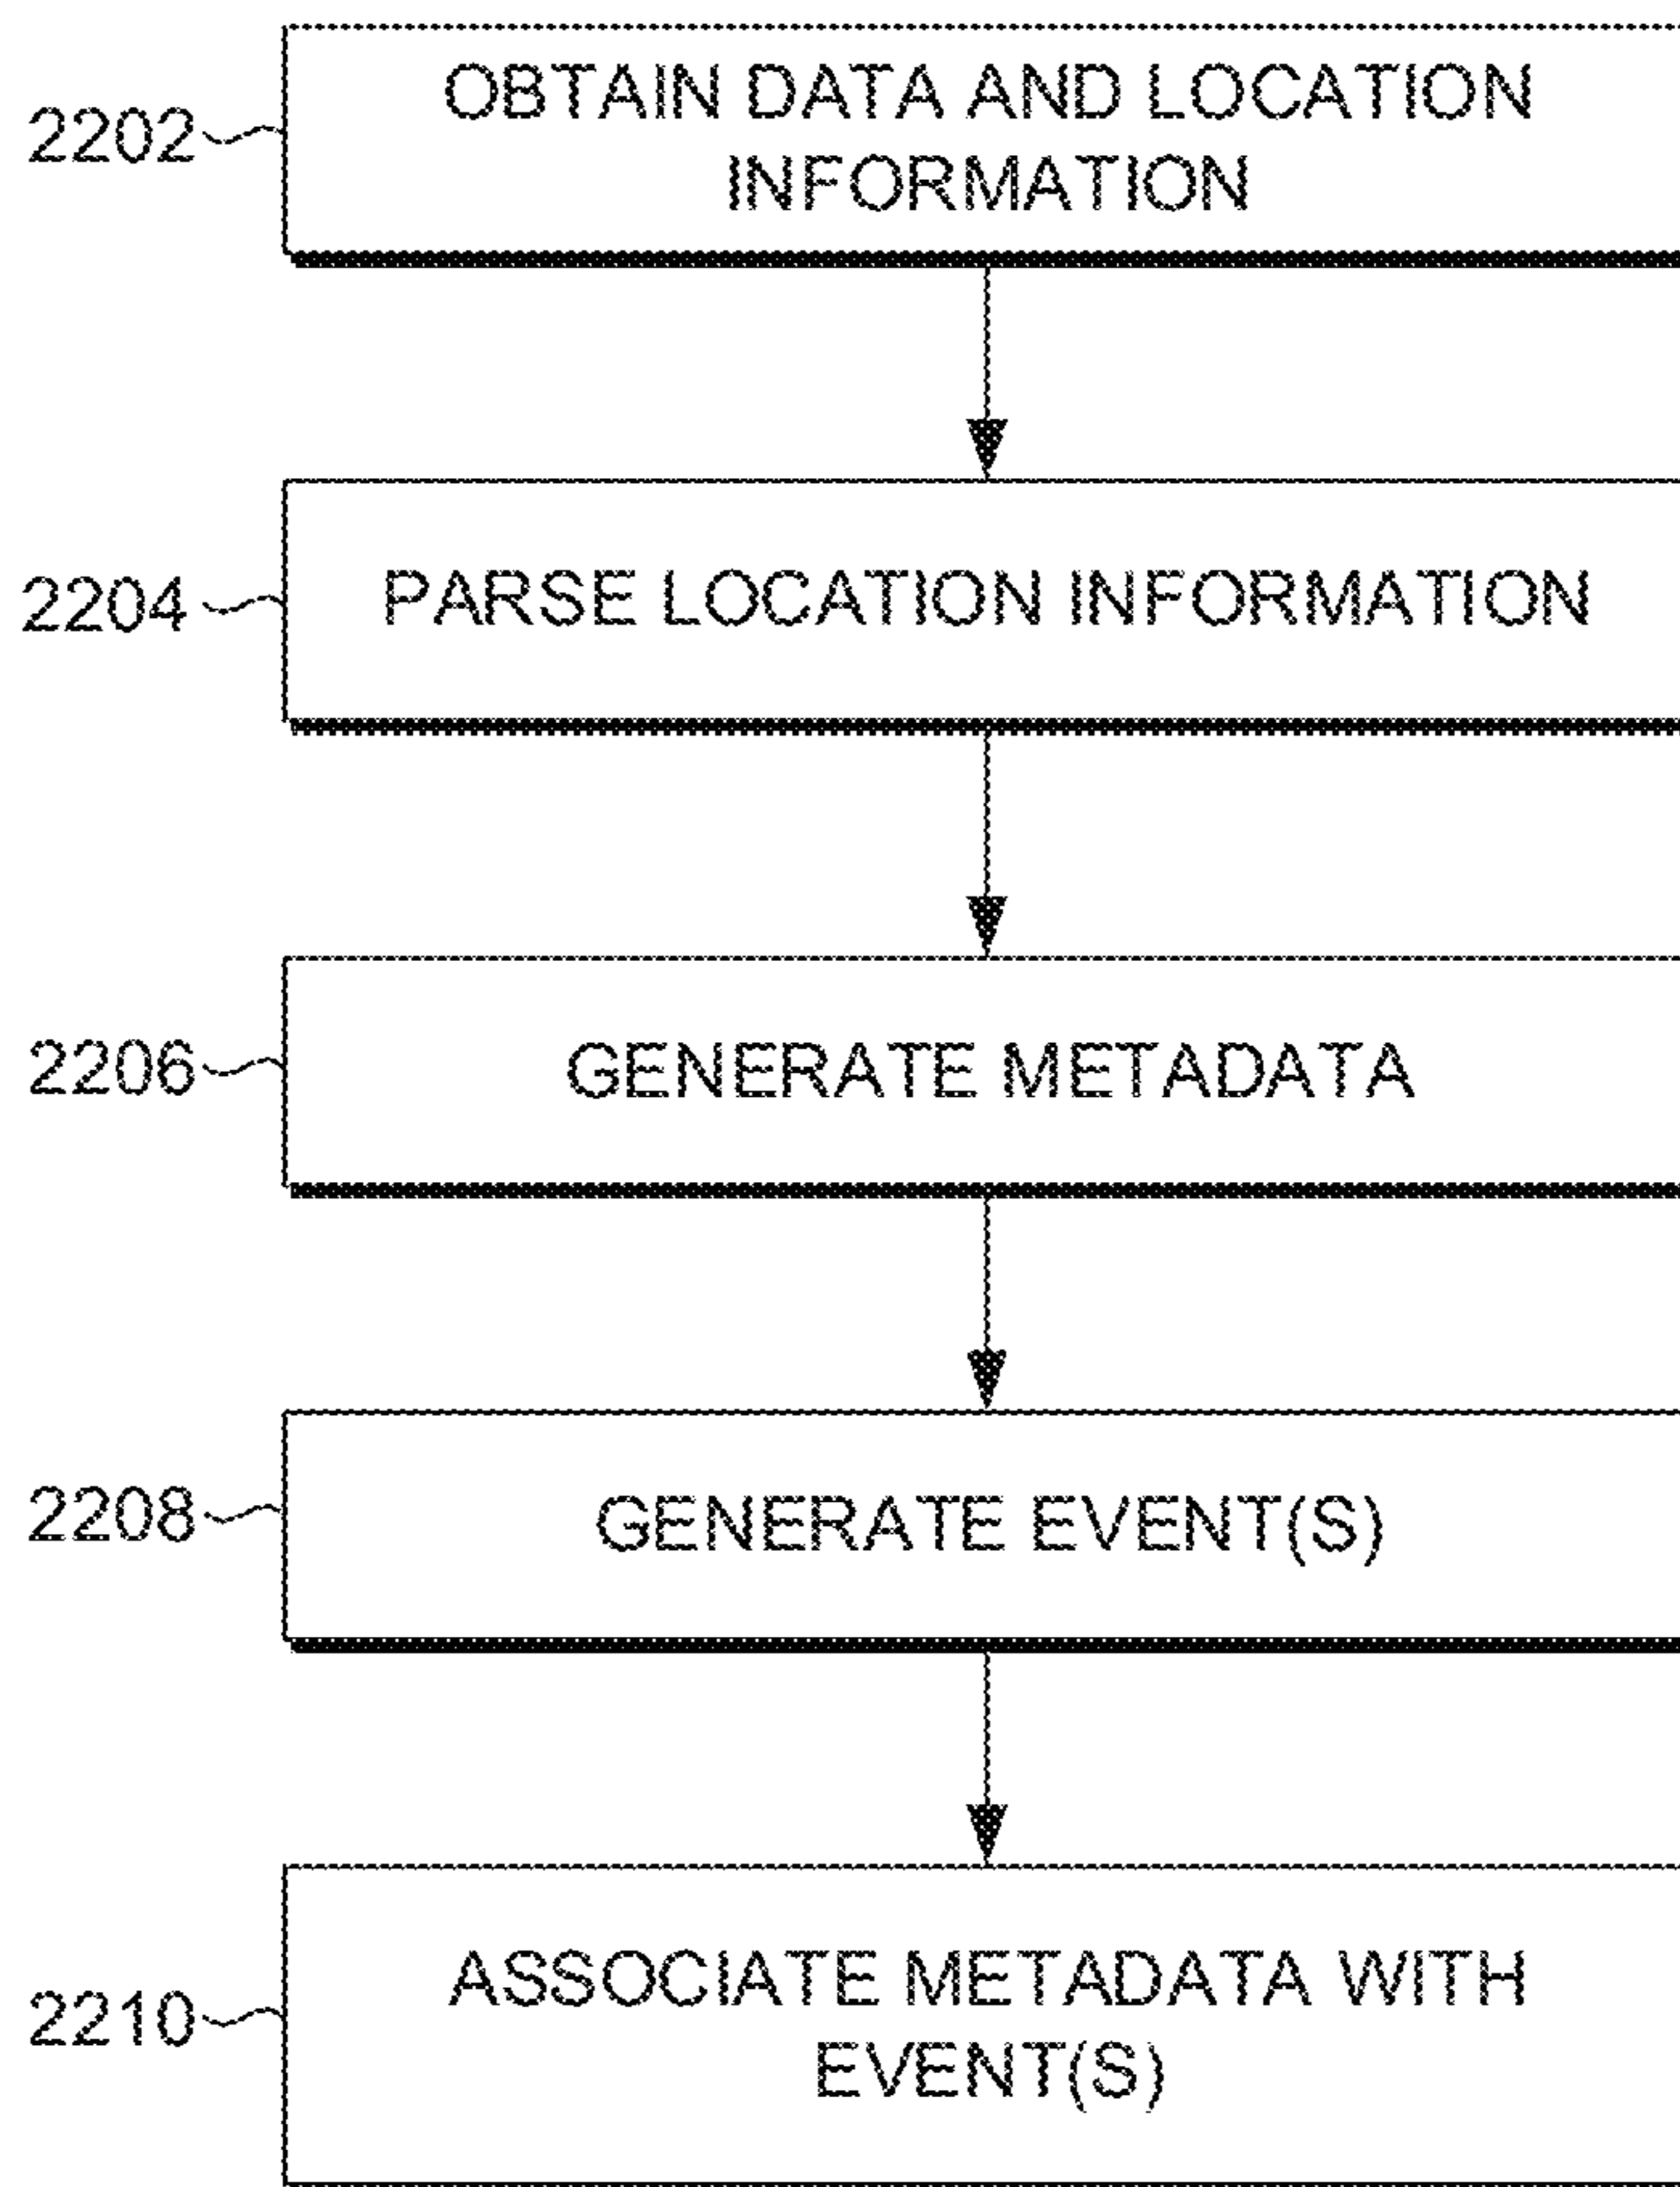 2202
OBTAIN DATA AND LOCATION
INFORMATION
2204
PARSE LOCATION INFORMATION
2206
GENERATE METADATA
2208
GENERATE EVENT(S)
2210
ASSOCIATE METADATA WITH
EVENT(S)